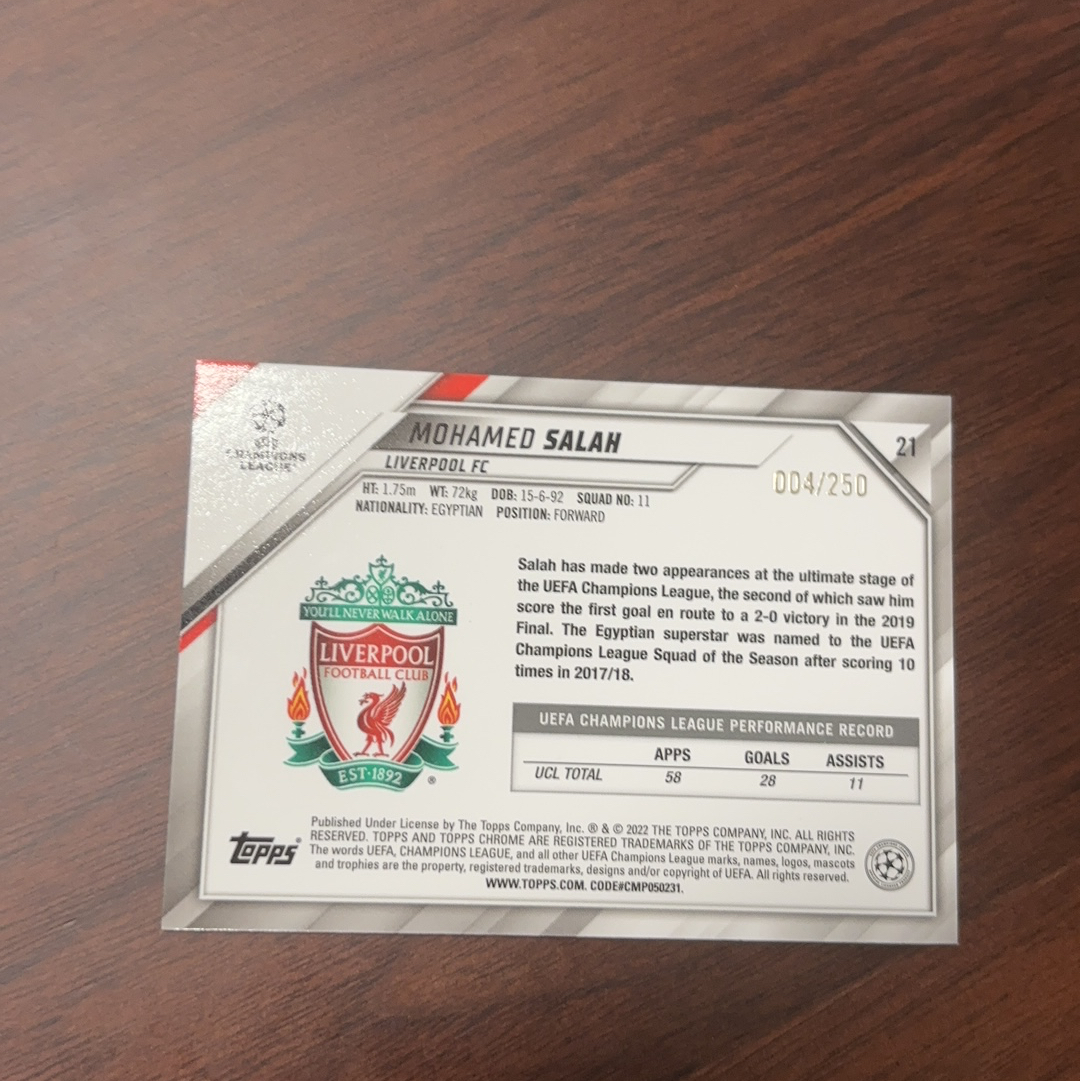 CHAMPIONS
LEAGUE
MOHAMED SALAH
21
LIVERPOOL FC
004/250
HT: 1.75m WT: 72kg DOB: 15-6-92 SQUAD NO: 11
NATIONALITY: EGYPTIAN POSITION: FORWARD
YOU'LL NEVER WALK ALONE
LIVERPOOL
FOOTBALL CLUB
EST·1892
®
Salah has made two appearances at the ultimate stage of
the UEFA Champions League, the second of which saw him
score the first goal en route to a 2-0 victory in the 2019
Final. The Egyptian superstar was named to the UEFA
Champions League Squad of the Season after scoring 10
times in 2017/18.
UEFA CHAMPIONS LEAGUE PERFORMANCE RECORD
APPS GOALS ASSISTS
UCL TOTAL 58 28 11
topps®
Published Under License by The Topps Company, Inc. ® & © 2022 THE TOPPS COMPANY, INC. ALL RIGHTS
RESERVED. TOPPS AND TOPPS CHROME ARE REGISTERED TRADEMARKS OF THE TOPPS COMPANY, INC.
The words UEFA, CHAMPIONS LEAGUE, and all other UEFA Champions League marks, names, logos, mascots
and trophies are the property, registered trademarks, designs and/or copyright of UEFA. All rights reserved.
WWW.TOPPS.COM. CODE#CMP050231.